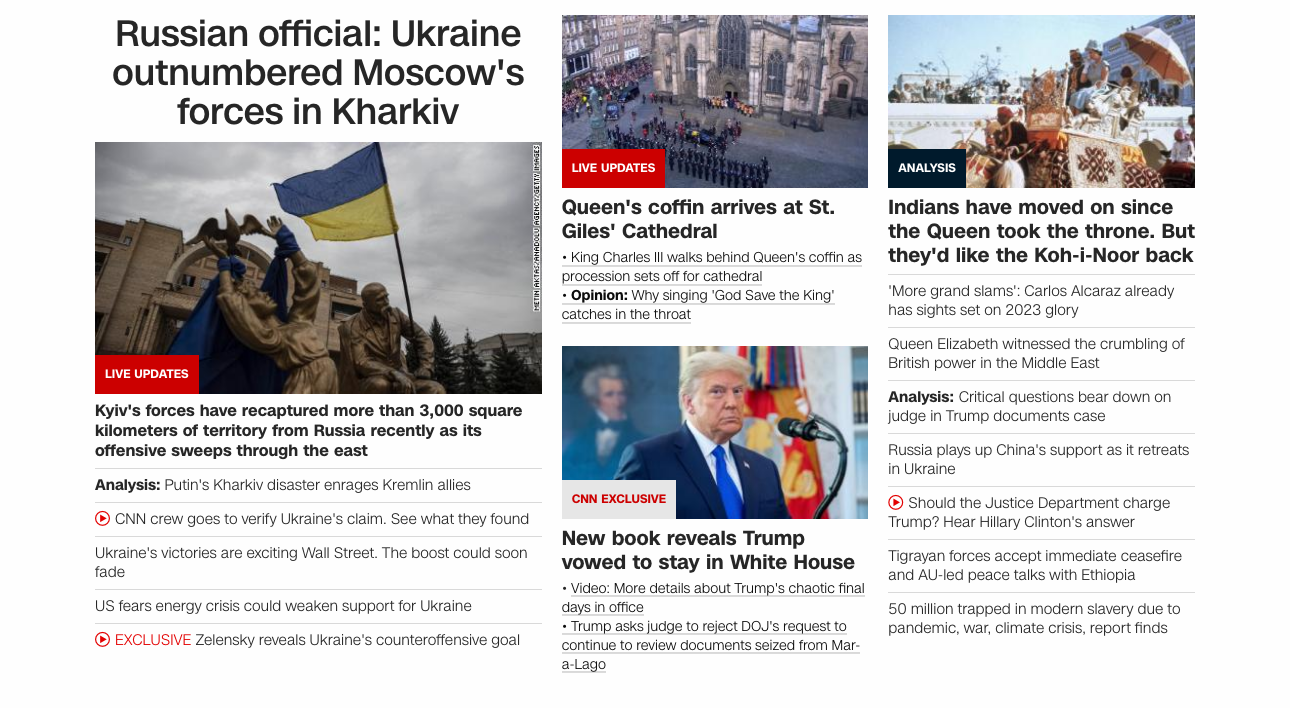 Russian official: Ukraine
outnumbered Moscow's
forces in Kharkiv
METIN AKTAS/ANADOLU AGENCY/GETTY IMAGES
LIVE UPDATES
Kyiv's forces have recaptured more than 3,000 square
kilometers of territory from Russia recently as its
offensive sweeps through the east
Analysis: Putin's Kharkiv disaster enrages Kremlin allies
CNN crew goes to verify Ukraine's claim. See what they found
Ukraine's victories are exciting Wall Street. The boost could soon
fade
US fears energy crisis could weaken support for Ukraine
EXCLUSIVE Zelensky reveals Ukraine's counteroffensive goal
LIVE UPDATES
Queen's coffin arrives at St.
Giles' Cathedral
• King Charles III walks behind Queen's coffin as
procession sets off for cathedral
• Opinion: Why singing 'God Save the King'
catches in the throat
CNN EXCLUSIVE
New book reveals Trump
vowed to stay in White House
• Video: More details about Trump's chaotic final
days in office
• Trump asks judge to reject DOJ's request to
continue to review documents seized from Mar-
a-Lago
ANALYSIS
Indians have moved on since
the Queen took the throne. But
they'd like the Koh-i-Noor back
'More grand slams': Carlos Alcaraz already
has sights set on 2023 glory
Queen Elizabeth witnessed the crumbling of
British power in the Middle East
Analysis: Critical questions bear down on
judge in Trump documents case
Russia plays up China's support as it retreats
in Ukraine
Should the Justice Department charge
Trump? Hear Hillary Clinton's answer
Tigrayan forces accept immediate ceasefire
and AU-led peace talks with Ethiopia
50 million trapped in modern slavery due to
pandemic, war, climate crisis, report finds